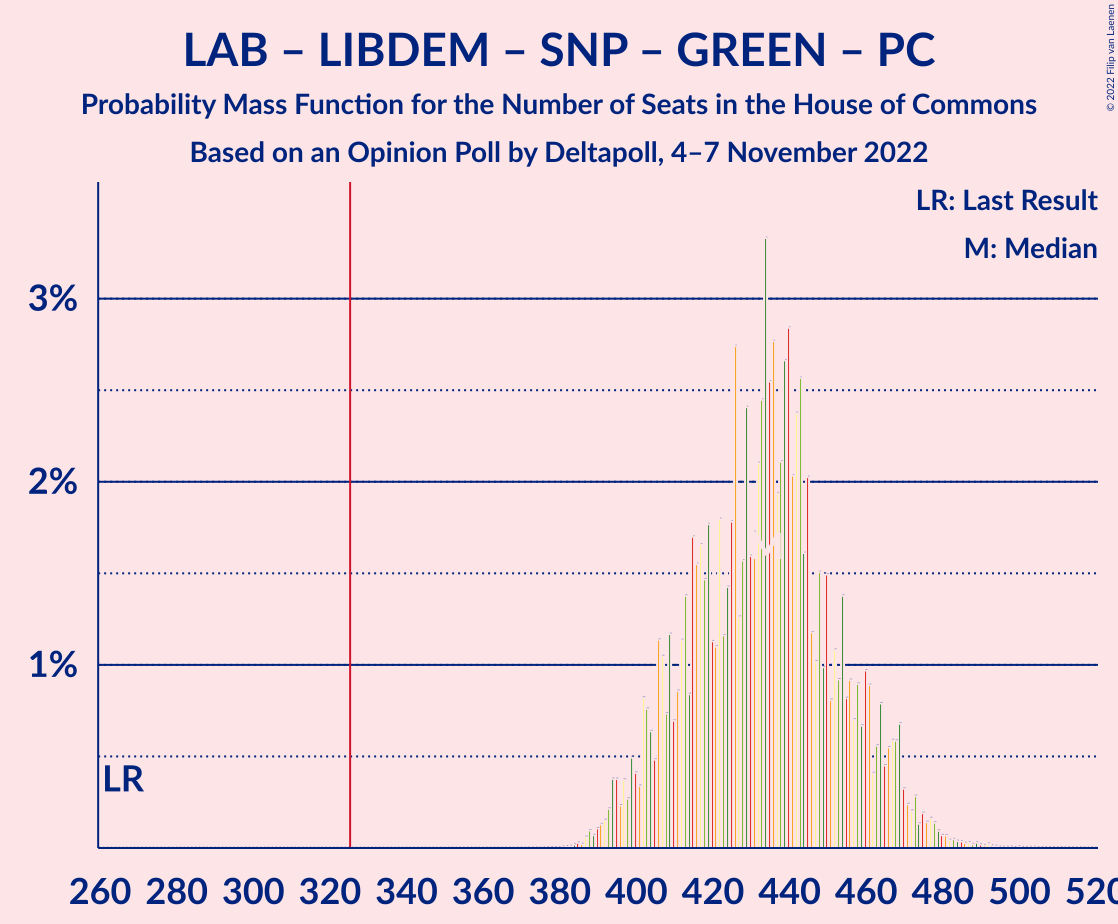 LAB – LIBDEM – SNP – GREEN – PC
Probability Mass Function for the Number of Seats in the House of Commons
Based on an Opinion Poll by Deltapoll, 4–7 November 2022
© 2022 Filip van Laenen
LR: Last Result
M: Median
3%
2%
1%
LR
260 280 300 320 340 360 380 400 420 440 460 480 500 520